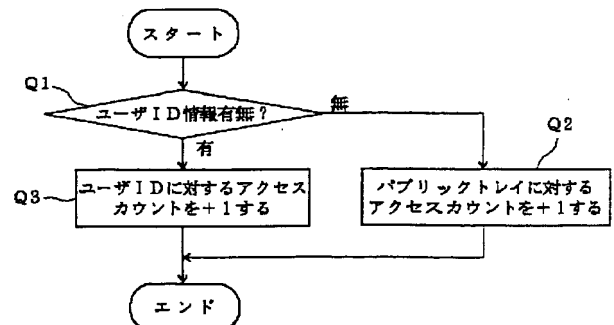 スタート
Q1
ユーザID情報有無?
無
有
Q2
Q3
ユーザIDに対するアクセス
カウントを+1する
パブリックトレイに対する
アクセスカウントを+1する
エンド